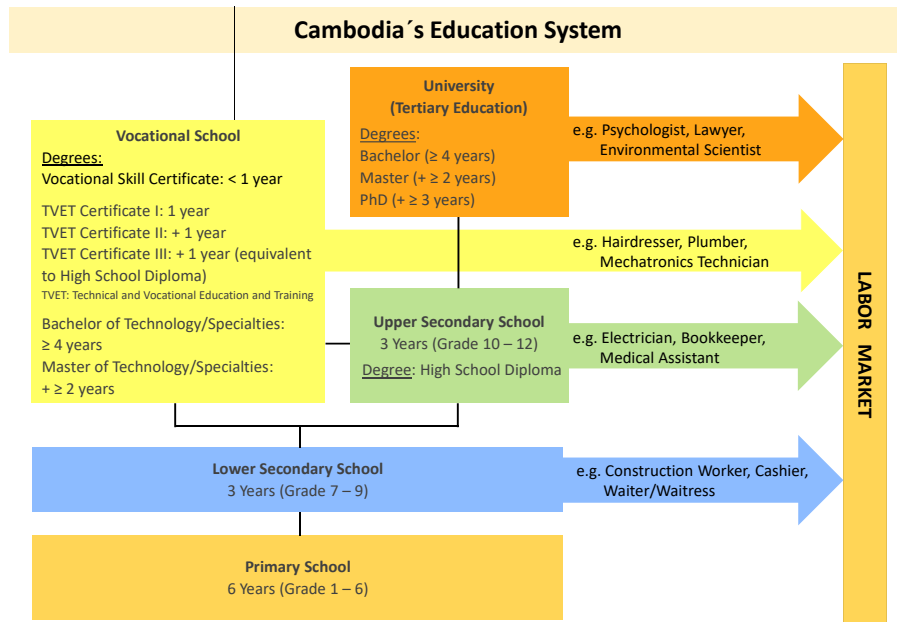 Cambodia´s Education System
University
(Tertiary Education)
Degrees:
Bachelor (≥ 4 years)
Master (+ ≥ 2 years)
PhD (+ ≥ 3 years)
e.g. Psychologist, Lawyer,
Environmental Scientist
Vocational School
Degrees:
Vocational Skill Certificate: < 1 year
TVET Certificate I: 1 year
TVET Certificate II: + 1 year
TVET Certificate III: + 1 year (equivalent
to High School Diploma)
TVET: Technical and Vocational Education and Training
Bachelor of Technology/Specialties:
≥ 4 years
Master of Technology/Specialties:
+ ≥ 2 years
e.g. Hairdresser, Plumber,
Mechatronics Technician
Upper Secondary School
3 Years (Grade 10 – 12)
Degree: High School Diploma
e.g. Electrician, Bookkeeper,
Medical Assistant
Lower Secondary School
3 Years (Grade 7 – 9)
e.g. Construction Worker, Cashier,
Waiter/Waitress
Primary School
6 Years (Grade 1 – 6)
LABOR MARKET